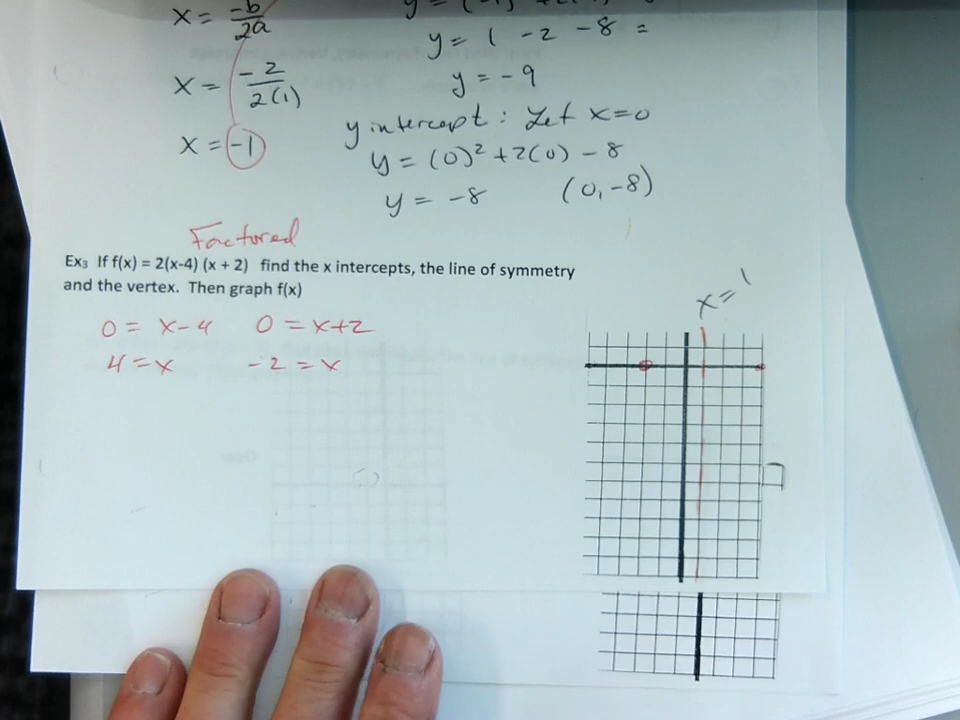 x = -b/2a
y = 1 - 2 - 8 =
x = -2/2(1)
y = -9
x = -1
y intercept : Let x=0
y = (0)² + 2(0) - 8
y = -8 (0, -8)
Factored
Ex3 If f(x) = 2(x-4) (x + 2) find the x intercepts, the line of symmetry
and the vertex. Then graph f(x)
x = 1
0 = x-4 0 = x+2
4 = x -2 = x